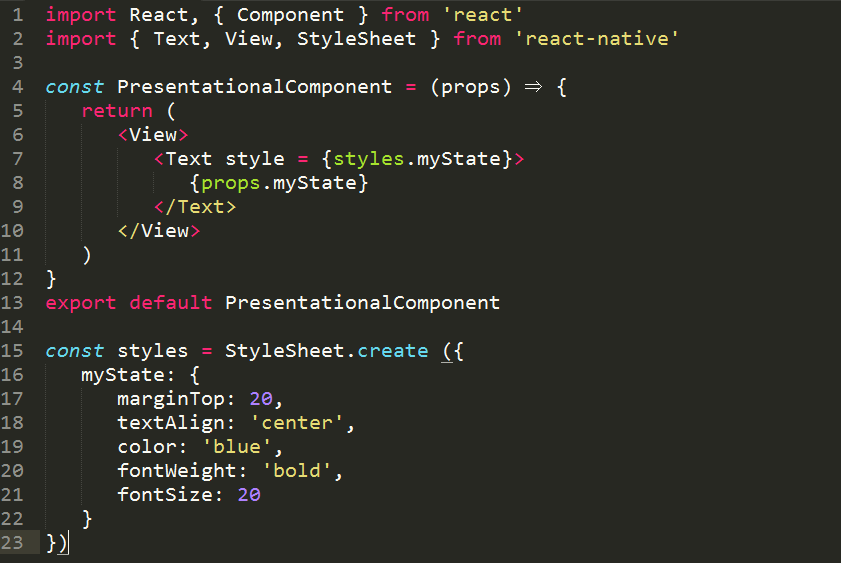 1 import React, { Component } from 'react'
2 import { Text, View, StyleSheet } from 'react-native'
3
4 const PresentationalComponent = (props) ⇒ {
5    return (
6       <View>
7          <Text style = {styles.myState}>
8             {props.myState}
9          </Text>
10       </View>
11    )
12 }
13 export default PresentationalComponent
14
15 const styles = StyleSheet.create ({
16    myState: {
17       marginTop: 20,
18       textAlign: 'center',
19       color: 'blue',
20       fontWeight: 'bold',
21       fontSize: 20
22    }
23 })